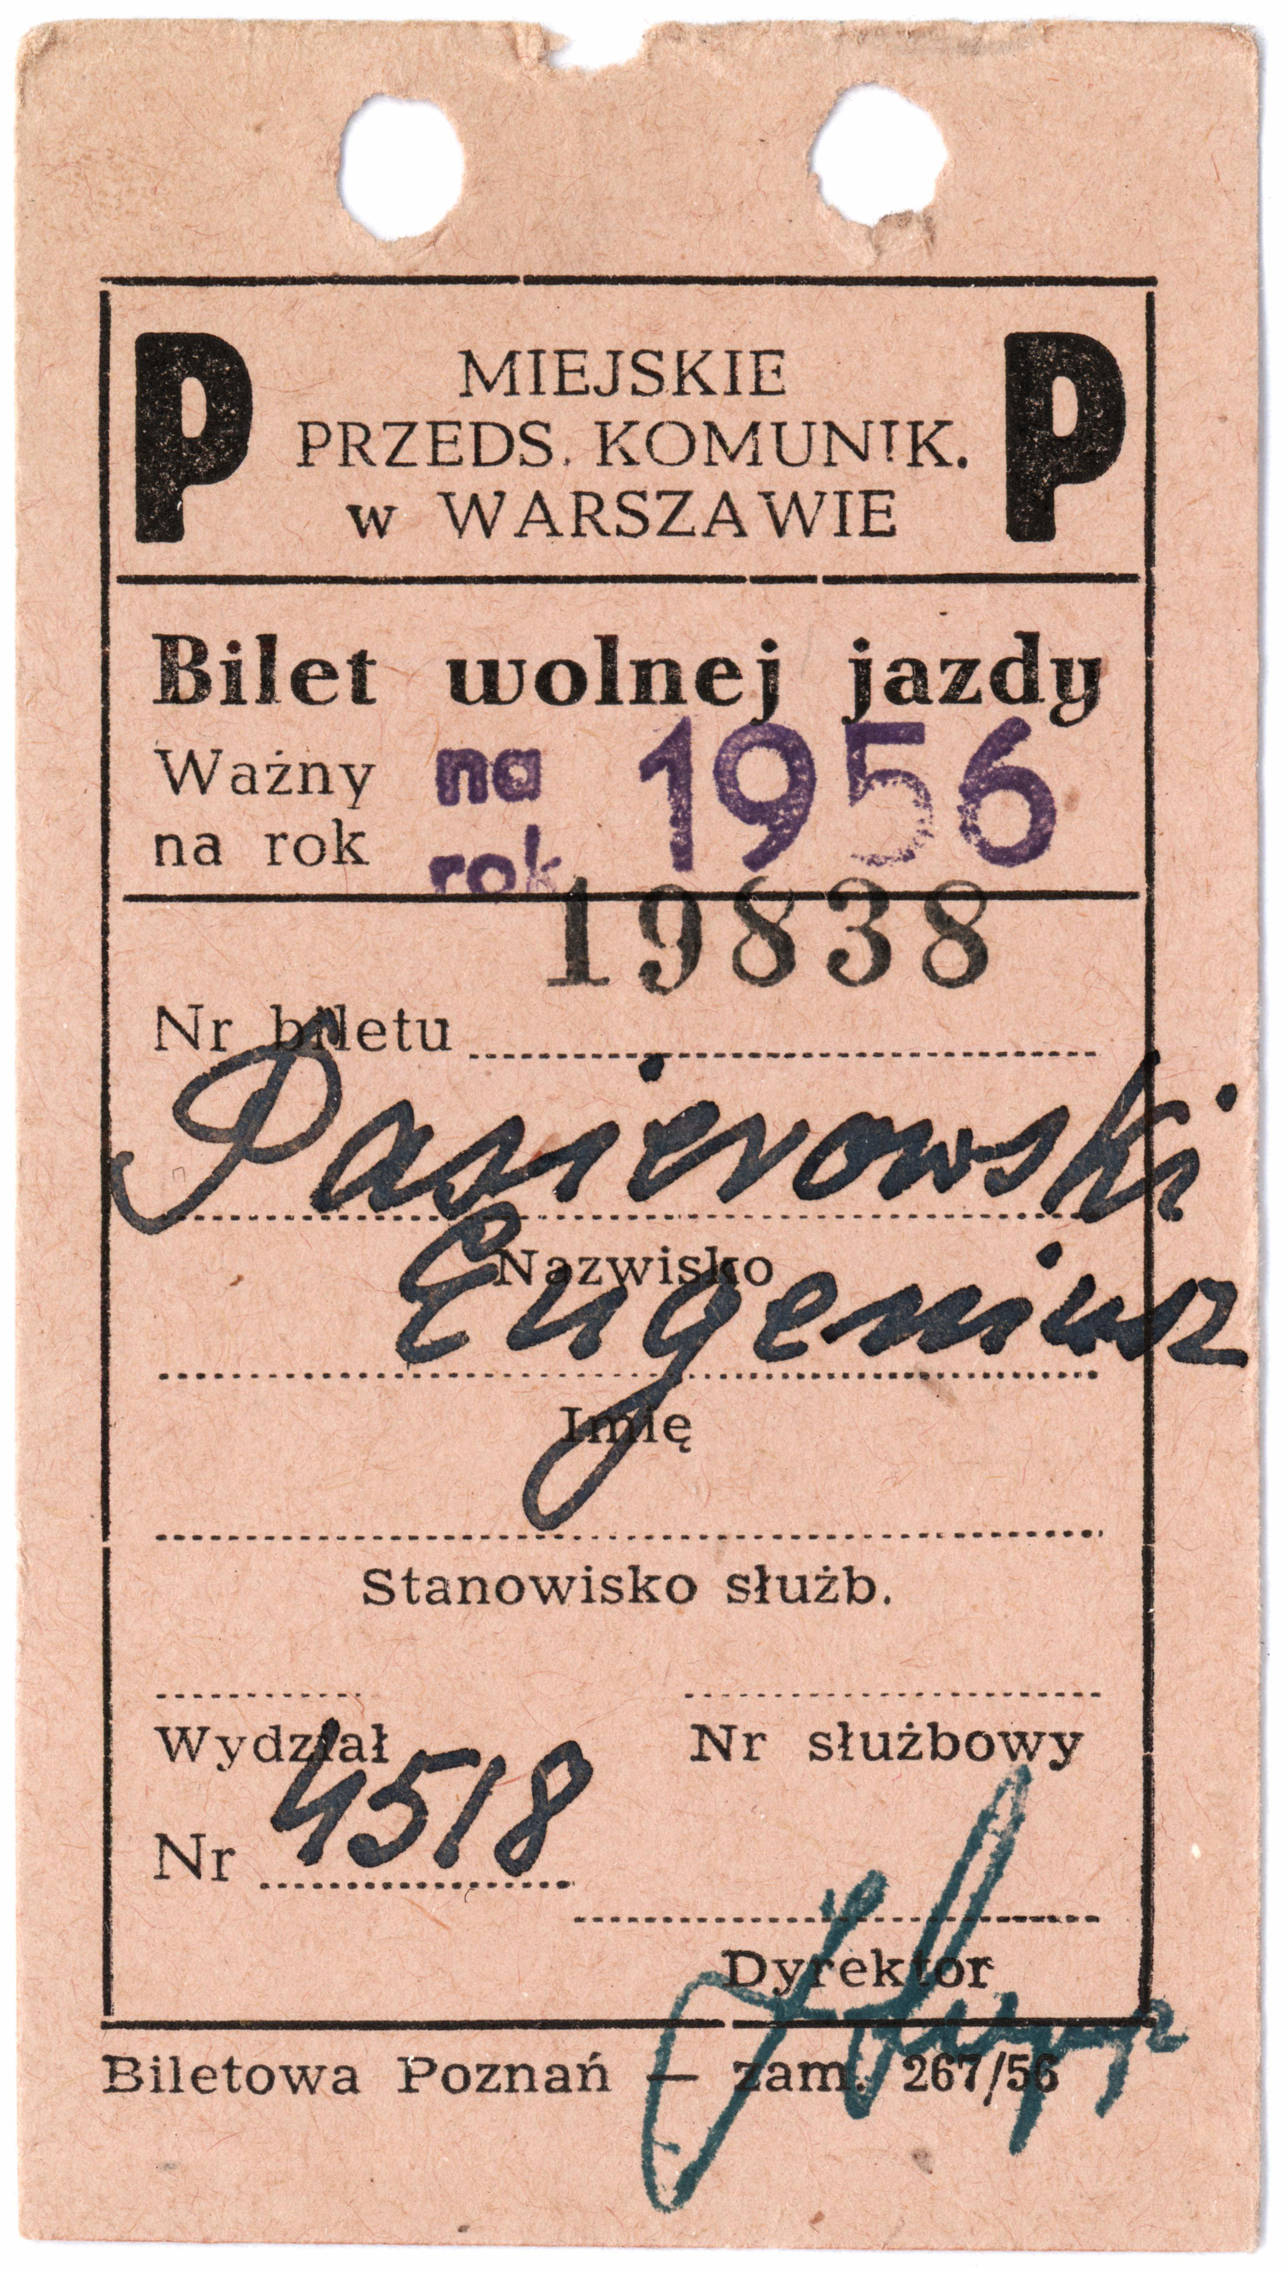 P MIEJSKIE P
PRZEDS. KOMUNIK.
w WARSZAWIE
Bilet wolnej jazdy
Ważny na 1956
na rok rok
19838
Nr biletu
Pasierowski
Nazwisko
Eugeniusz
Imię
Stanowisko służb.
Wydział Nr służbowy
Nr 4518
Dyrektor
Biletowa Poznań — zam. 267/56